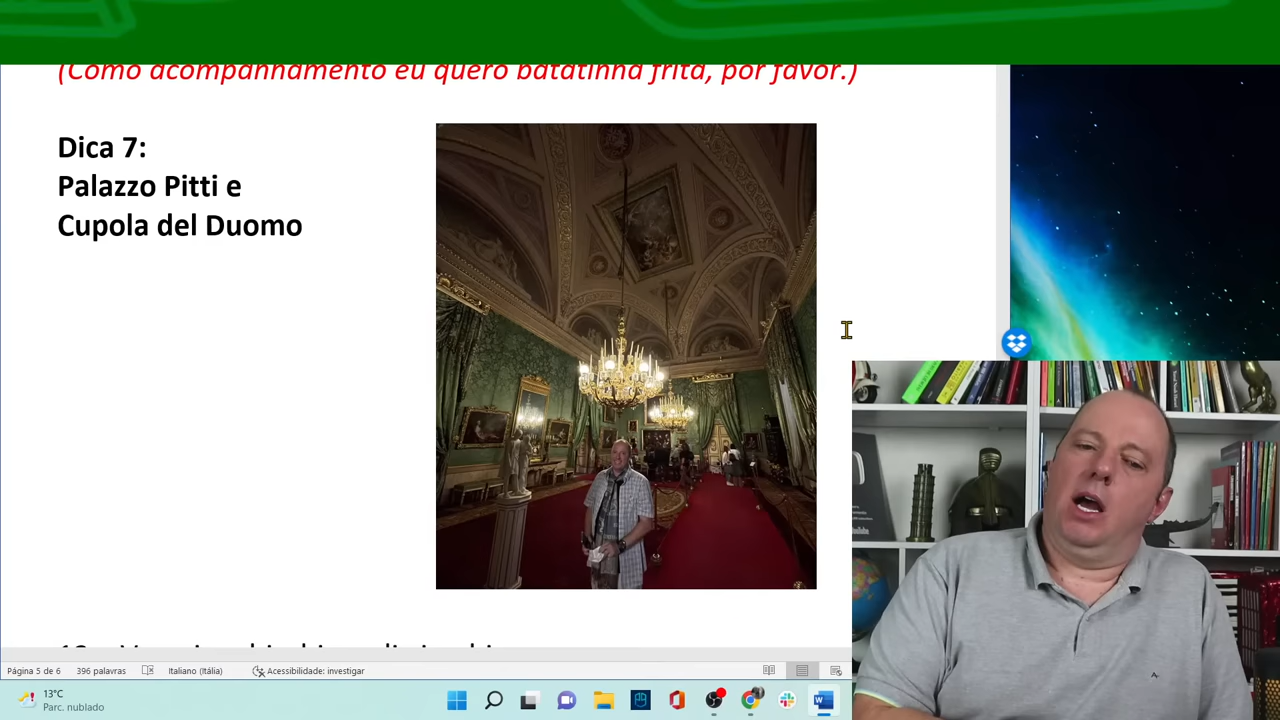 (Como acompanhamento eu quero batatinha frita, por favor.)
Dica 7:
Palazzo Pitti e
Cupola del Duomo
Página 5 de 6
396 palavras
Italiano (Itália)
Acessibilidade: investigar
13°C
Parc. nublado